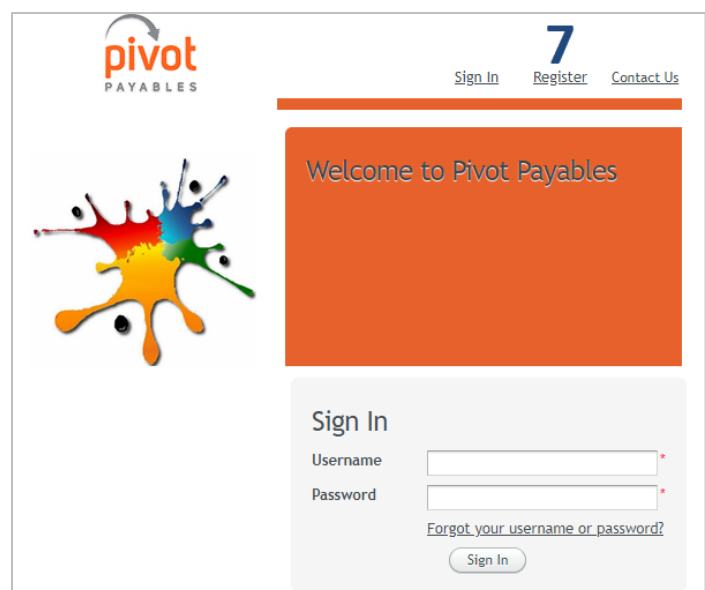 pivot
PAYABLES
7
Sign In Register Contact Us
Welcome to Pivot Payables
Sign In
Username *
Password *
Forgot your username or password?
Sign In